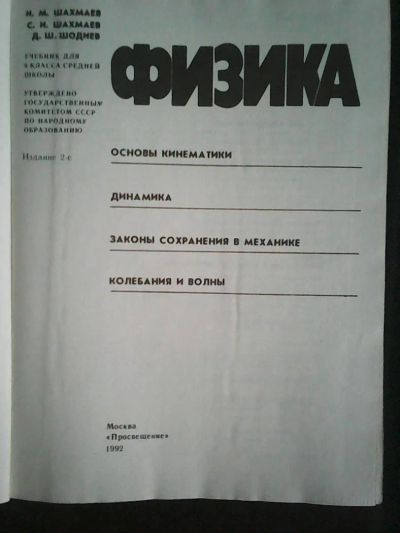 Н. М. ШАХМАЕВ
С. Н. ШАХМАЕВ
Д. Ш. ШОДИЕВ
ФИЗИКА
УЧЕБНИК ДЛЯ
9 КЛАССА СРЕДНЕЙ
ШКОЛЫ
УТВЕРЖДЕНО
ГОСУДАРСТВЕННЫМ
КОМИТЕТОМ СССР
ПО НАРОДНОМУ
ОБРАЗОВАНИЮ
Издание 2-е
ОСНОВЫ КИНЕМАТИКИ
ДИНАМИКА
ЗАКОНЫ СОХРАНЕНИЯ В МЕХАНИКЕ
КОЛЕБАНИЯ И ВОЛНЫ
Москва
«Просвещение»
1992